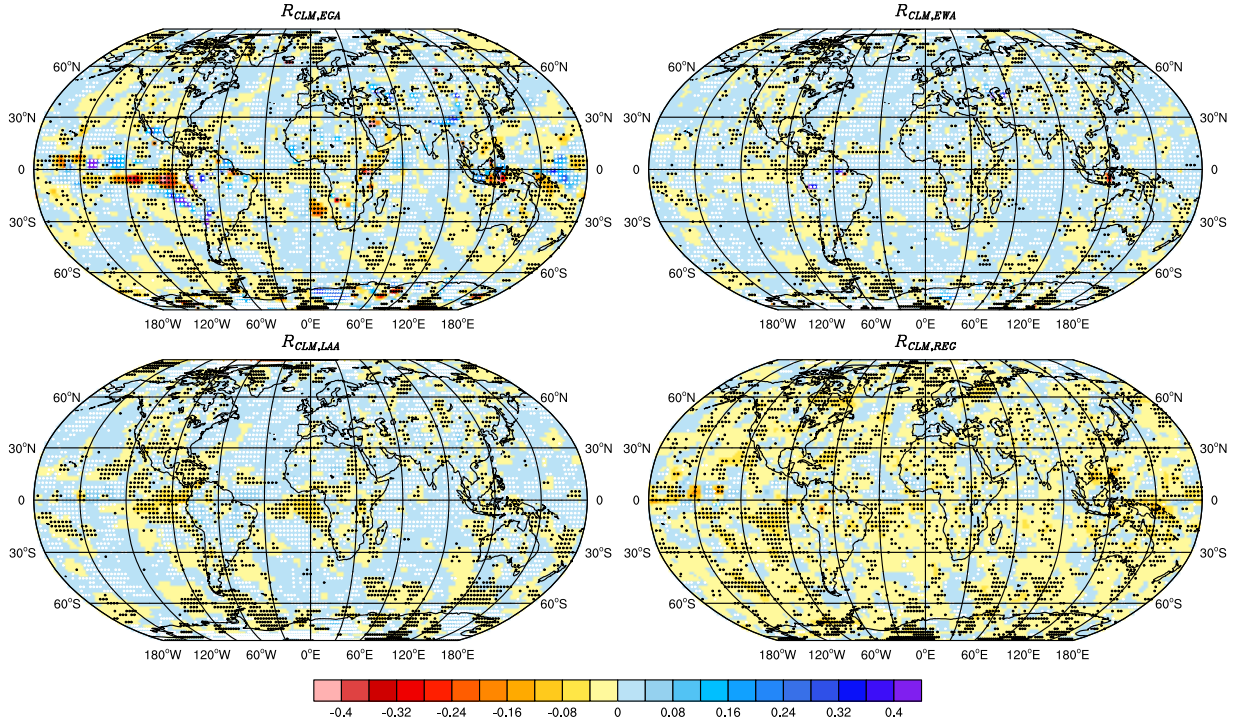 R_CLM,EGA R_CLM,EWA
60°N 60°N 60°N 60°N
30°N 30°N 30°N 30°N
0 0 0 0
30°S 30°S 30°S 30°S
60°S 60°S 60°S 60°S
180°W 120°W 60°W 0°E 60°E 120°E 180°E 180°W 120°W 60°W 0°E 60°E 120°E 180°E
R_CLM,LAA R_CLM,REG
60°N 60°N 60°N 60°N
30°N 30°N 30°N 30°N
0 0 0 0
30°S 30°S 30°S 30°S
60°S 60°S 60°S 60°S
180°W 120°W 60°W 0°E 60°E 120°E 180°E 180°W 120°W 60°W 0°E 60°E 120°E 180°E
-0.4 -0.32 -0.24 -0.16 -0.08 0 0.08 0.16 0.24 0.32 0.4